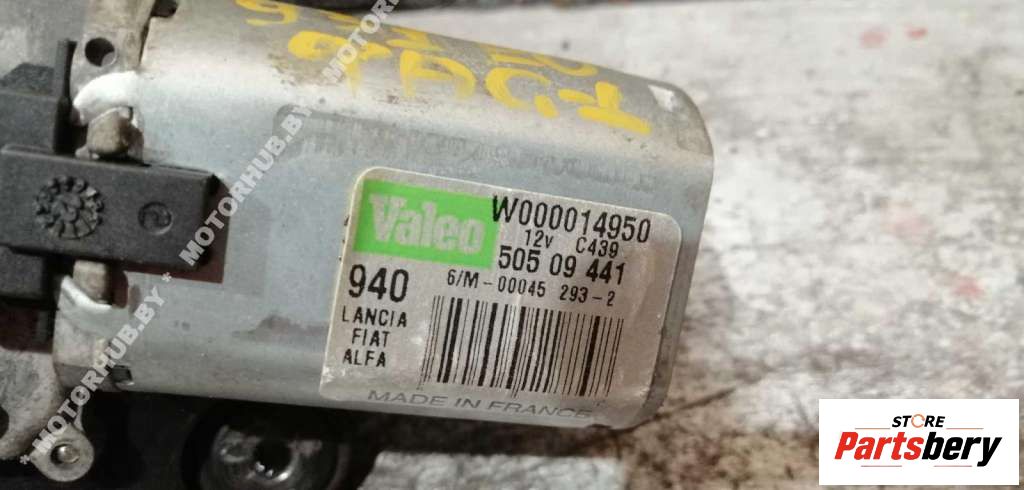 Valeo
W000014950
12V C439
505 09 441
940
6/M-00045 293-2
LANCIA
FIAT
ALFA
MADE IN FRANCE
* MOTORHUB.BY * MOTORHUB.BY * MOTORHUB.BY
STORE
Partsbery